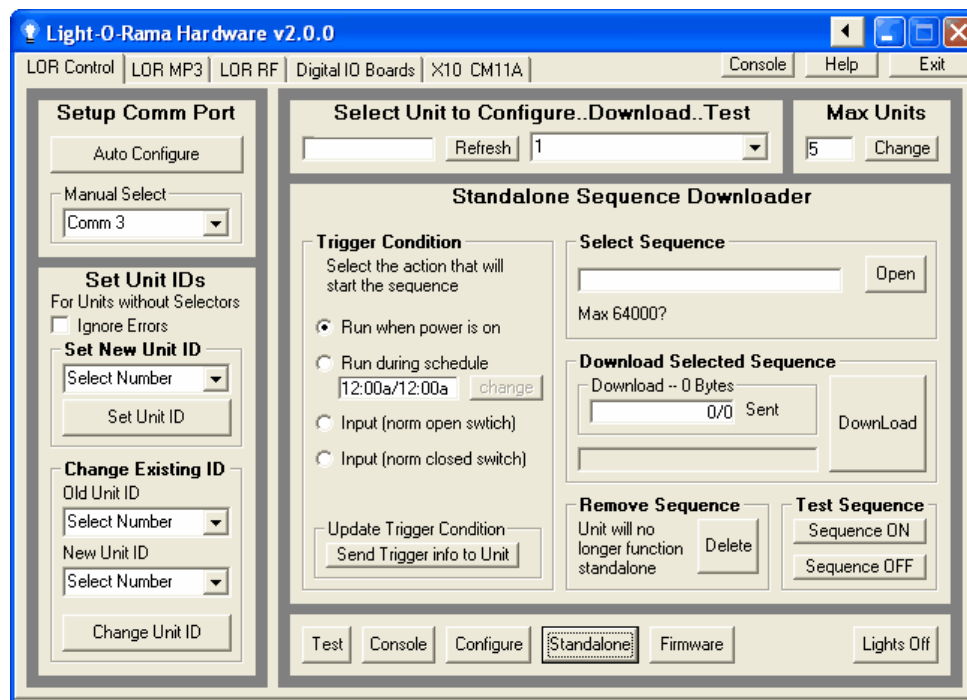 Light-O-Rama Hardware v2.0.0
LOR Control LOR MP3 LOR RF Digital IO Boards X10 CM11A Console Help Exit
Setup Comm Port
Auto Configure
Manual Select
Comm 3
Set Unit IDs
For Units without Selectors
Ignore Errors
Set New Unit ID
Select Number
Set Unit ID
Change Existing ID
Old Unit ID
Select Number
New Unit ID
Select Number
Change Unit ID
Select Unit to Configure..Download..Test
Refresh 1
Max Units
5 Change
Standalone Sequence Downloader
Trigger Condition
Select the action that will
start the sequence
Run when power is on
Run during schedule
12:00a/12:00a change
Input (norm open swtich)
Input (norm closed switch)
Update Trigger Condition
Send Trigger info to Unit
Select Sequence
Open
Max 64000?
Download Selected Sequence
Download -- 0 Bytes
0/0 Sent
DownLoad
Remove Sequence
Unit will no
longer function
standalone
Delete
Test Sequence
Sequence ON
Sequence OFF
Test Console Configure Standalone Firmware Lights Off